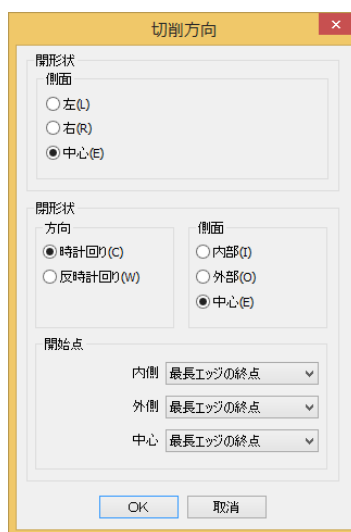 切削方向
開形状
側面
左(L)
右(R)
中心(E)
閉形状
方向
時計回り(C)
反時計回り(W)
側面
内部(I)
外部(O)
中心(E)
開始点
内側 最長エッジの終点
外側 最長エッジの終点
中心 最長エッジの終点
OK 取消